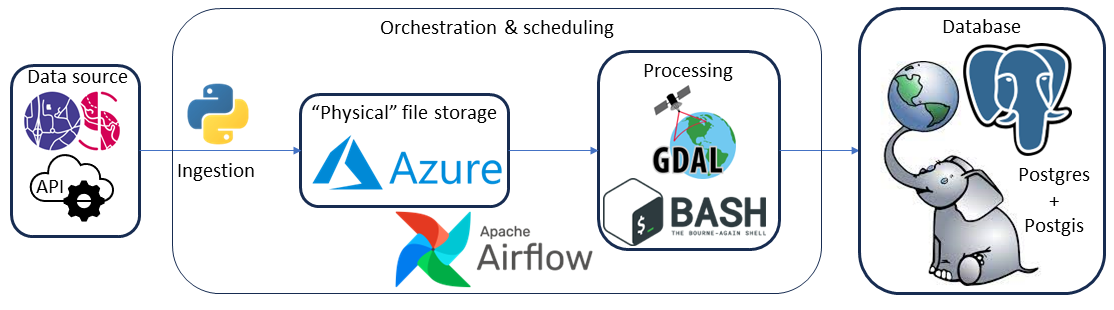 Orchestration & scheduling
Database
Data source
API
Ingestion
“Physical” file storage
Azure
Apache
Airflow
Processing
GDAL
$_
BASH
THE BOURNE-AGAIN SHELL
Postgres
+
Postgis